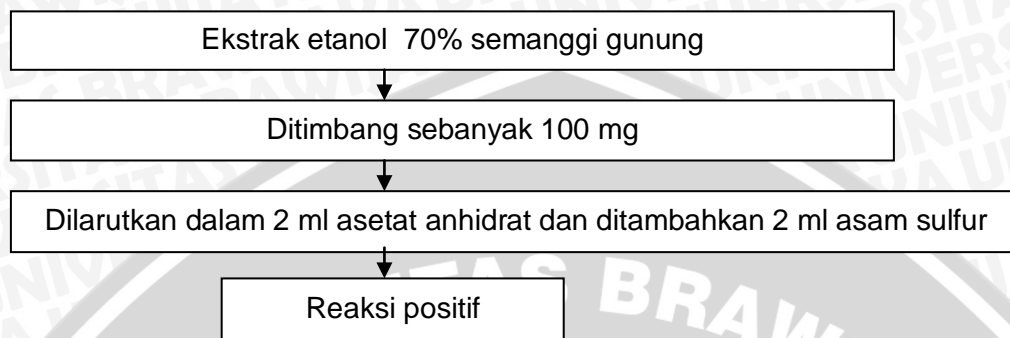 Ekstrak etanol 70% semanggi gunung
Ditimbang sebanyak 100 mg
Dilarutkan dalam 2 ml asetat anhidrat dan ditambahkan 2 ml asam sulfur
Reaksi positif